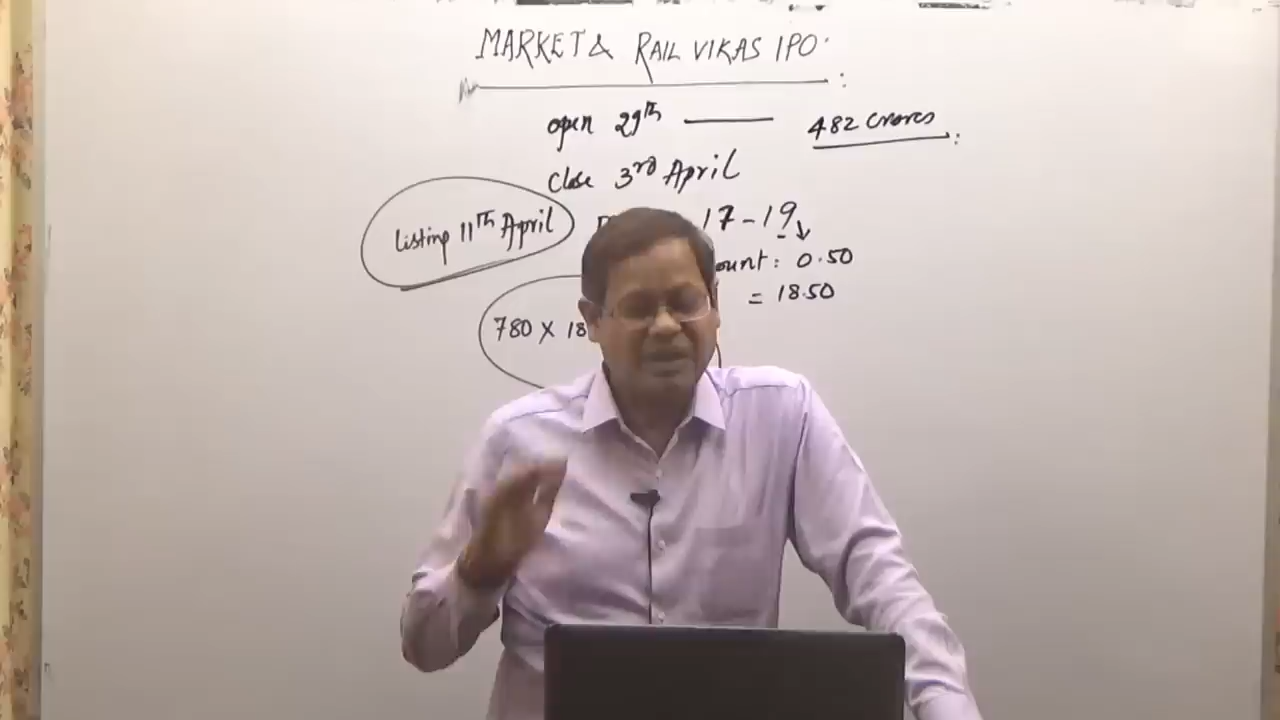 MARKET & RAIL VIKAS IPO
open 29th — 482 crores
close 3rd April
listing 11th April
17 - 19
ount: 0.50
= 18.50
780 X 18